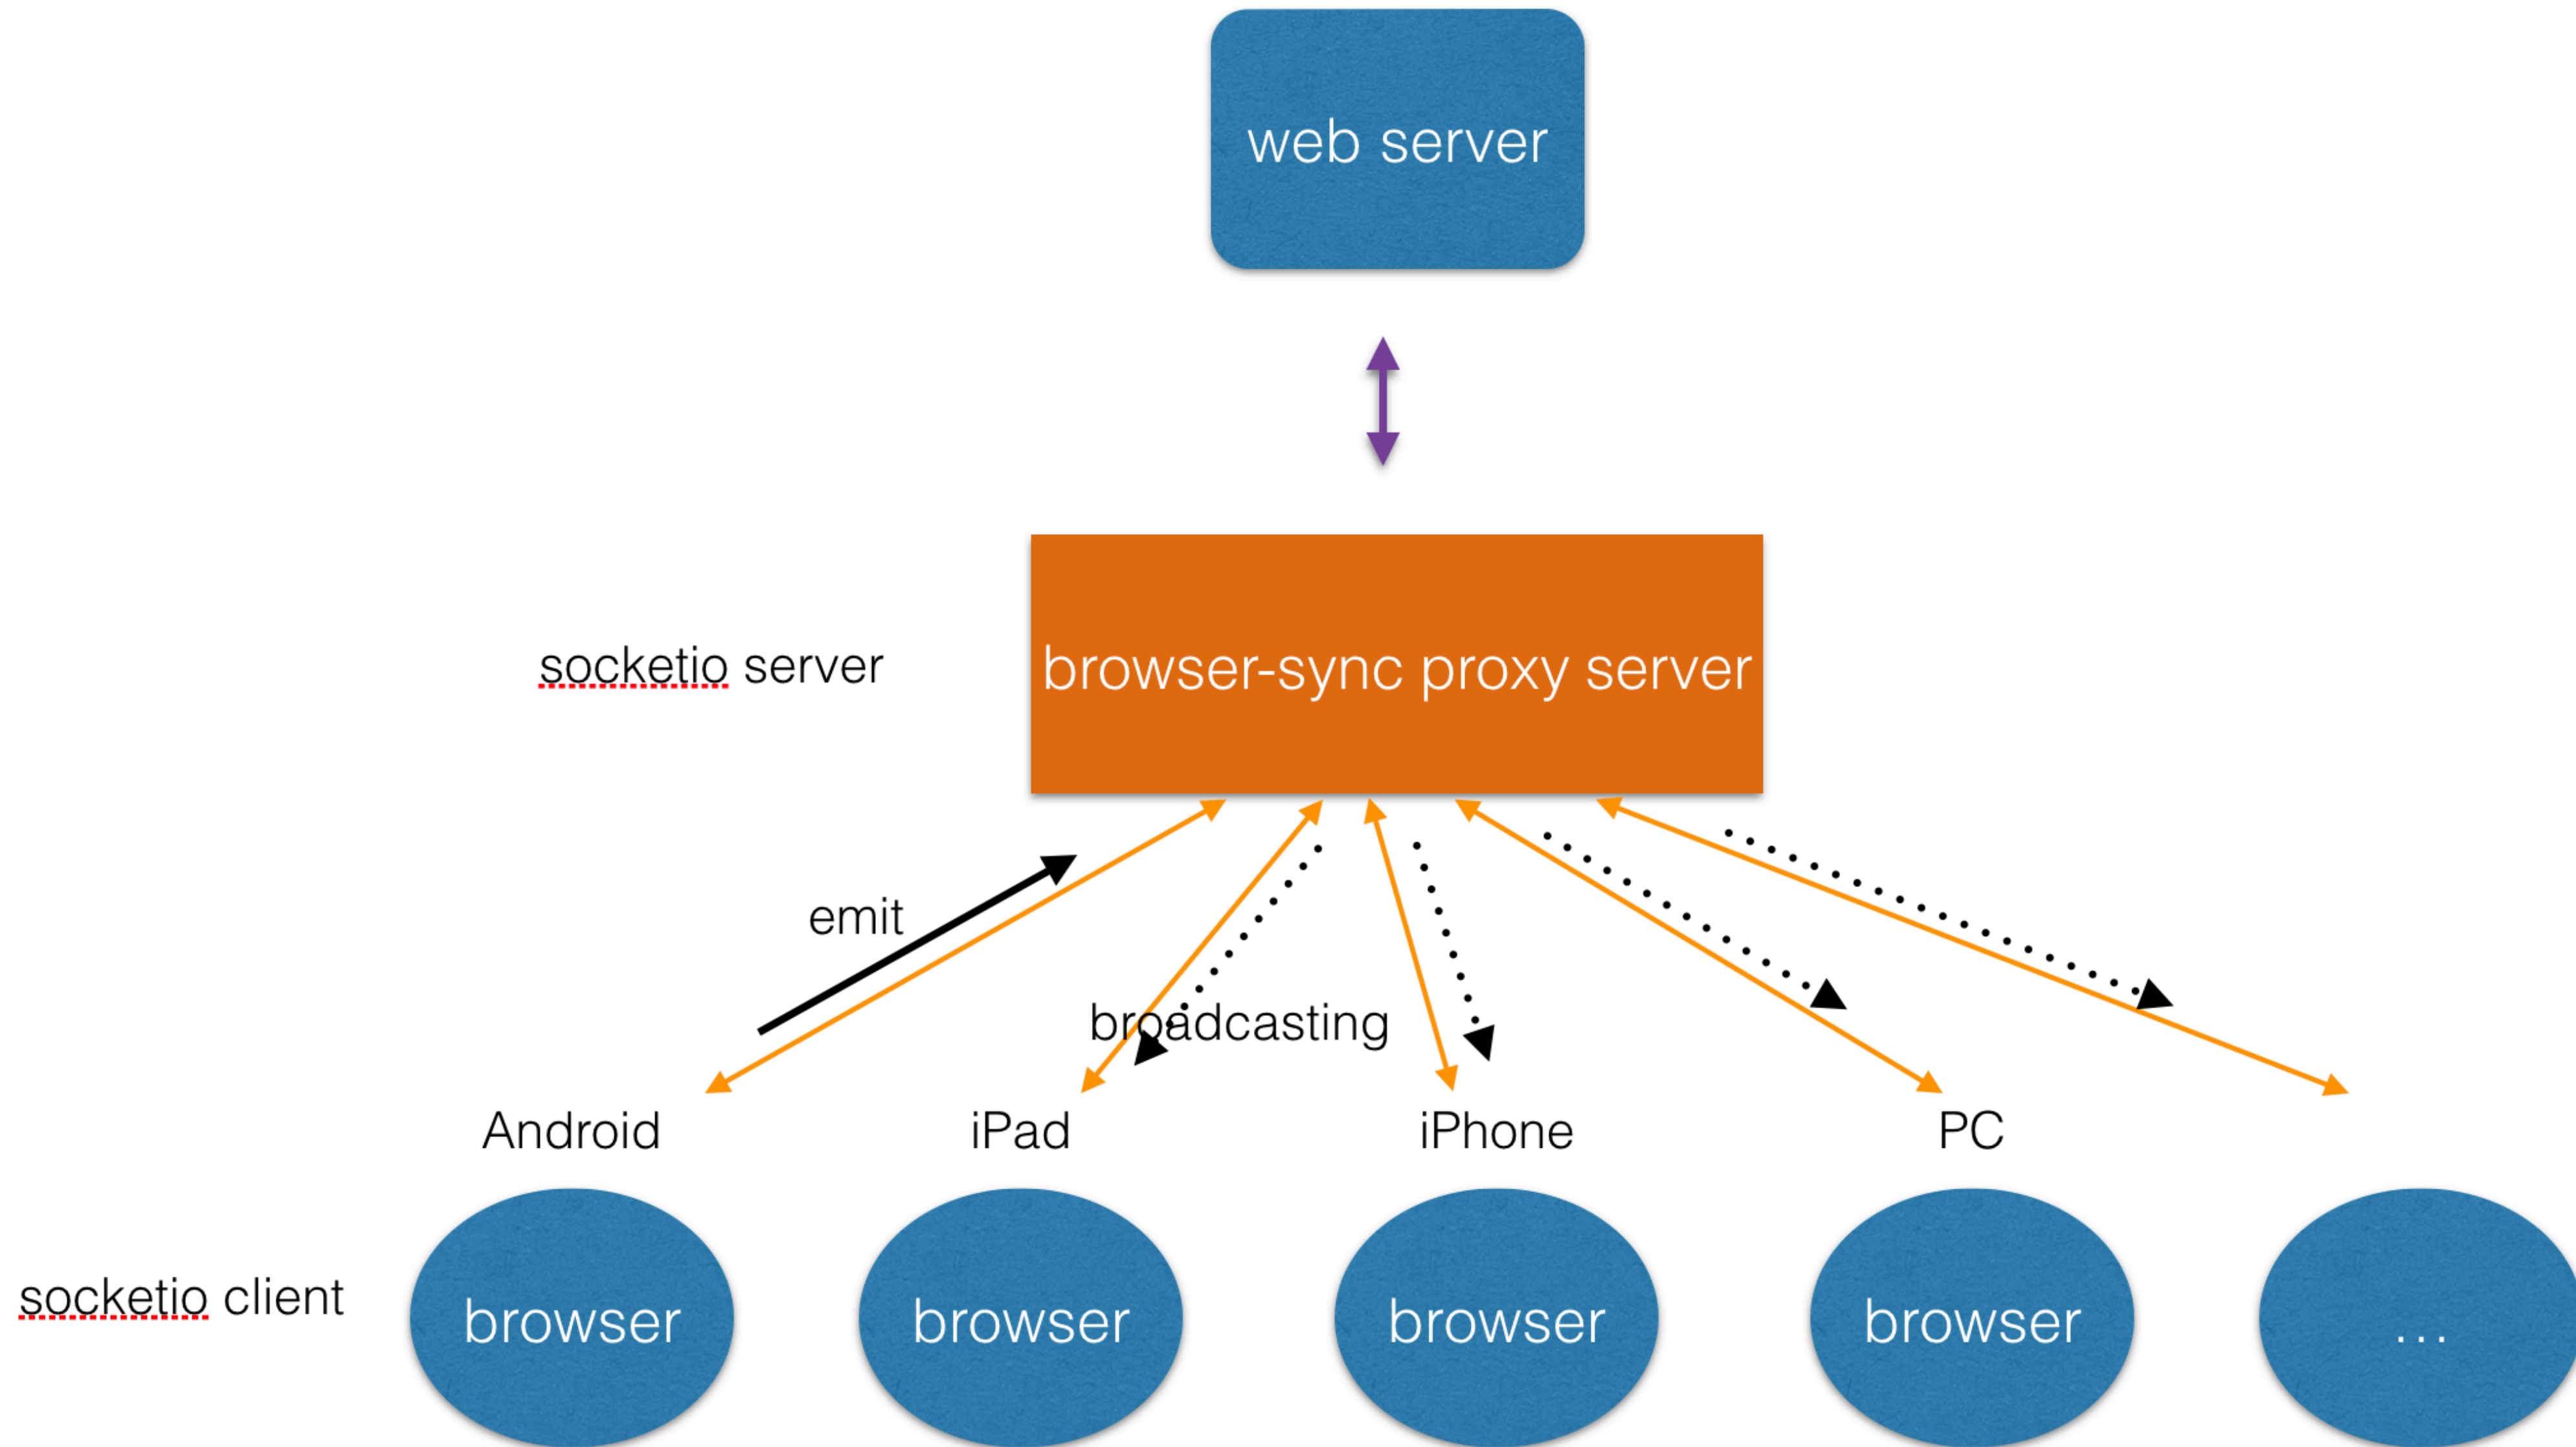 web server
socketio server
browser-sync proxy server
emit
broadcasting
Android
iPad
iPhone
PC
socketio client
browser
browser
browser
browser
...